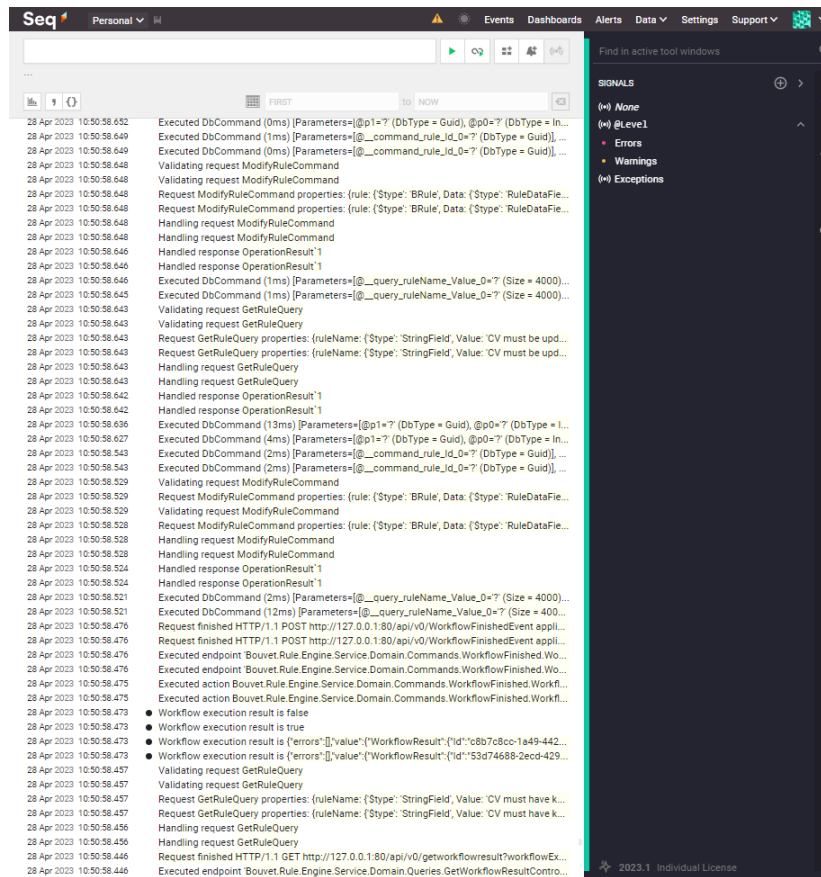 Seq
Personal
Events Dashboards Alerts Data Settings Support
Find in active tool windows
...
FIRST to NOW
SIGNALS
None
@Level
Errors
Warnings
Exceptions
28 Apr 2023 10:50:58.652 Executed DbCommand (0ms) [Parameters=[@p1='?' (DbType = Guid), @p0='?' (DbType = In...
28 Apr 2023 10:50:58.649 Executed DbCommand (1ms) [Parameters=[@__command_rule_Id_0='?' (DbType = Guid)], ...
28 Apr 2023 10:50:58.649 Executed DbCommand (0ms) [Parameters=[@__command_rule_Id_0='?' (DbType = Guid)], ...
28 Apr 2023 10:50:58.648 Validating request ModifyRuleCommand
28 Apr 2023 10:50:58.648 Validating request ModifyRuleCommand
28 Apr 2023 10:50:58.648 Request ModifyRuleCommand properties: {rule: {'$type': 'BRule', Data: {'$type': 'RuleDataFie...
28 Apr 2023 10:50:58.648 Request ModifyRuleCommand properties: {rule: {'$type': 'BRule', Data: {'$type': 'RuleDataFie...
28 Apr 2023 10:50:58.648 Handling request ModifyRuleCommand
28 Apr 2023 10:50:58.648 Handling request ModifyRuleCommand
28 Apr 2023 10:50:58.646 Handled response OperationResult`1
28 Apr 2023 10:50:58.646 Handled response OperationResult`1
28 Apr 2023 10:50:58.646 Executed DbCommand (1ms) [Parameters=[@__query_ruleName_Value_0='?' (Size = 4000)...
28 Apr 2023 10:50:58.645 Executed DbCommand (1ms) [Parameters=[@__query_ruleName_Value_0='?' (Size = 4000)...
28 Apr 2023 10:50:58.643 Validating request GetRuleQuery
28 Apr 2023 10:50:58.643 Validating request GetRuleQuery
28 Apr 2023 10:50:58.643 Request GetRuleQuery properties: {ruleName: {'$type': 'StringField', Value: 'CV must be upd...
28 Apr 2023 10:50:58.643 Request GetRuleQuery properties: {ruleName: {'$type': 'StringField', Value: 'CV must be upd...
28 Apr 2023 10:50:58.643 Handling request GetRuleQuery
28 Apr 2023 10:50:58.643 Handling request GetRuleQuery
28 Apr 2023 10:50:58.642 Handled response OperationResult`1
28 Apr 2023 10:50:58.642 Handled response OperationResult`1
28 Apr 2023 10:50:58.636 Executed DbCommand (13ms) [Parameters=[@p1='?' (DbType = Guid), @p0='?' (DbType = I...
28 Apr 2023 10:50:58.627 Executed DbCommand (4ms) [Parameters=[@p1='?' (DbType = Guid), @p0='?' (DbType = In...
28 Apr 2023 10:50:58.543 Executed DbCommand (2ms) [Parameters=[@__command_rule_Id_0='?' (DbType = Guid)], ...
28 Apr 2023 10:50:58.543 Executed DbCommand (2ms) [Parameters=[@__command_rule_Id_0='?' (DbType = Guid)], ...
28 Apr 2023 10:50:58.529 Validating request ModifyRuleCommand
28 Apr 2023 10:50:58.529 Request ModifyRuleCommand properties: {rule: {'$type': 'BRule', Data: {'$type': 'RuleDataFie...
28 Apr 2023 10:50:58.529 Validating request ModifyRuleCommand
28 Apr 2023 10:50:58.528 Request ModifyRuleCommand properties: {rule: {'$type': 'BRule', Data: {'$type': 'RuleDataFie...
28 Apr 2023 10:50:58.528 Handling request ModifyRuleCommand
28 Apr 2023 10:50:58.528 Handling request ModifyRuleCommand
28 Apr 2023 10:50:58.524 Handled response OperationResult`1
28 Apr 2023 10:50:58.524 Handled response OperationResult`1
28 Apr 2023 10:50:58.521 Executed DbCommand (2ms) [Parameters=[@__query_ruleName_Value_0='?' (Size = 4000)...
28 Apr 2023 10:50:58.521 Executed DbCommand (12ms) [Parameters=[@__query_ruleName_Value_0='?' (Size = 400...
28 Apr 2023 10:50:58.476 Request finished HTTP/1.1 POST http://127.0.0.1:80/api/v0/WorkflowFinishedEvent appli...
28 Apr 2023 10:50:58.476 Request finished HTTP/1.1 POST http://127.0.0.1:80/api/v0/WorkflowFinishedEvent appli...
28 Apr 2023 10:50:58.476 Executed endpoint 'Bouvet.Rule.Engine.Service.Domain.Commands.WorkflowFinished.Wo...
28 Apr 2023 10:50:58.476 Executed endpoint 'Bouvet.Rule.Engine.Service.Domain.Commands.WorkflowFinished.Wo...
28 Apr 2023 10:50:58.475 Executed action Bouvet.Rule.Engine.Service.Domain.Commands.WorkflowFinished.Workfl...
28 Apr 2023 10:50:58.475 Executed action Bouvet.Rule.Engine.Service.Domain.Commands.WorkflowFinished.Workfl...
28 Apr 2023 10:50:58.473 Workflow execution result is false
28 Apr 2023 10:50:58.473 Workflow execution result is true
28 Apr 2023 10:50:58.473 Workflow execution result is {"errors":[],"value":{"WorkflowResult":{"Id":"c8b7c8cc-1a49-442...
28 Apr 2023 10:50:58.473 Workflow execution result is {"errors":[],"value":{"WorkflowResult":{"Id":"53d74688-2ecd-429...
28 Apr 2023 10:50:58.457 Validating request GetRuleQuery
28 Apr 2023 10:50:58.457 Validating request GetRuleQuery
28 Apr 2023 10:50:58.457 Request GetRuleQuery properties: {ruleName: {'$type': 'StringField', Value: 'CV must have k...
28 Apr 2023 10:50:58.457 Request GetRuleQuery properties: {ruleName: {'$type': 'StringField', Value: 'CV must have k...
28 Apr 2023 10:50:58.456 Handling request GetRuleQuery
28 Apr 2023 10:50:58.456 Handling request GetRuleQuery
28 Apr 2023 10:50:58.446 Request finished HTTP/1.1 GET http://127.0.0.1:80/api/v0/getworkflowresult?workflowEx...
28 Apr 2023 10:50:58.446 Executed endpoint 'Bouvet.Rule.Engine.Service.Domain.Queries.GetWorkflowResultContro...
2023.1 Individual License